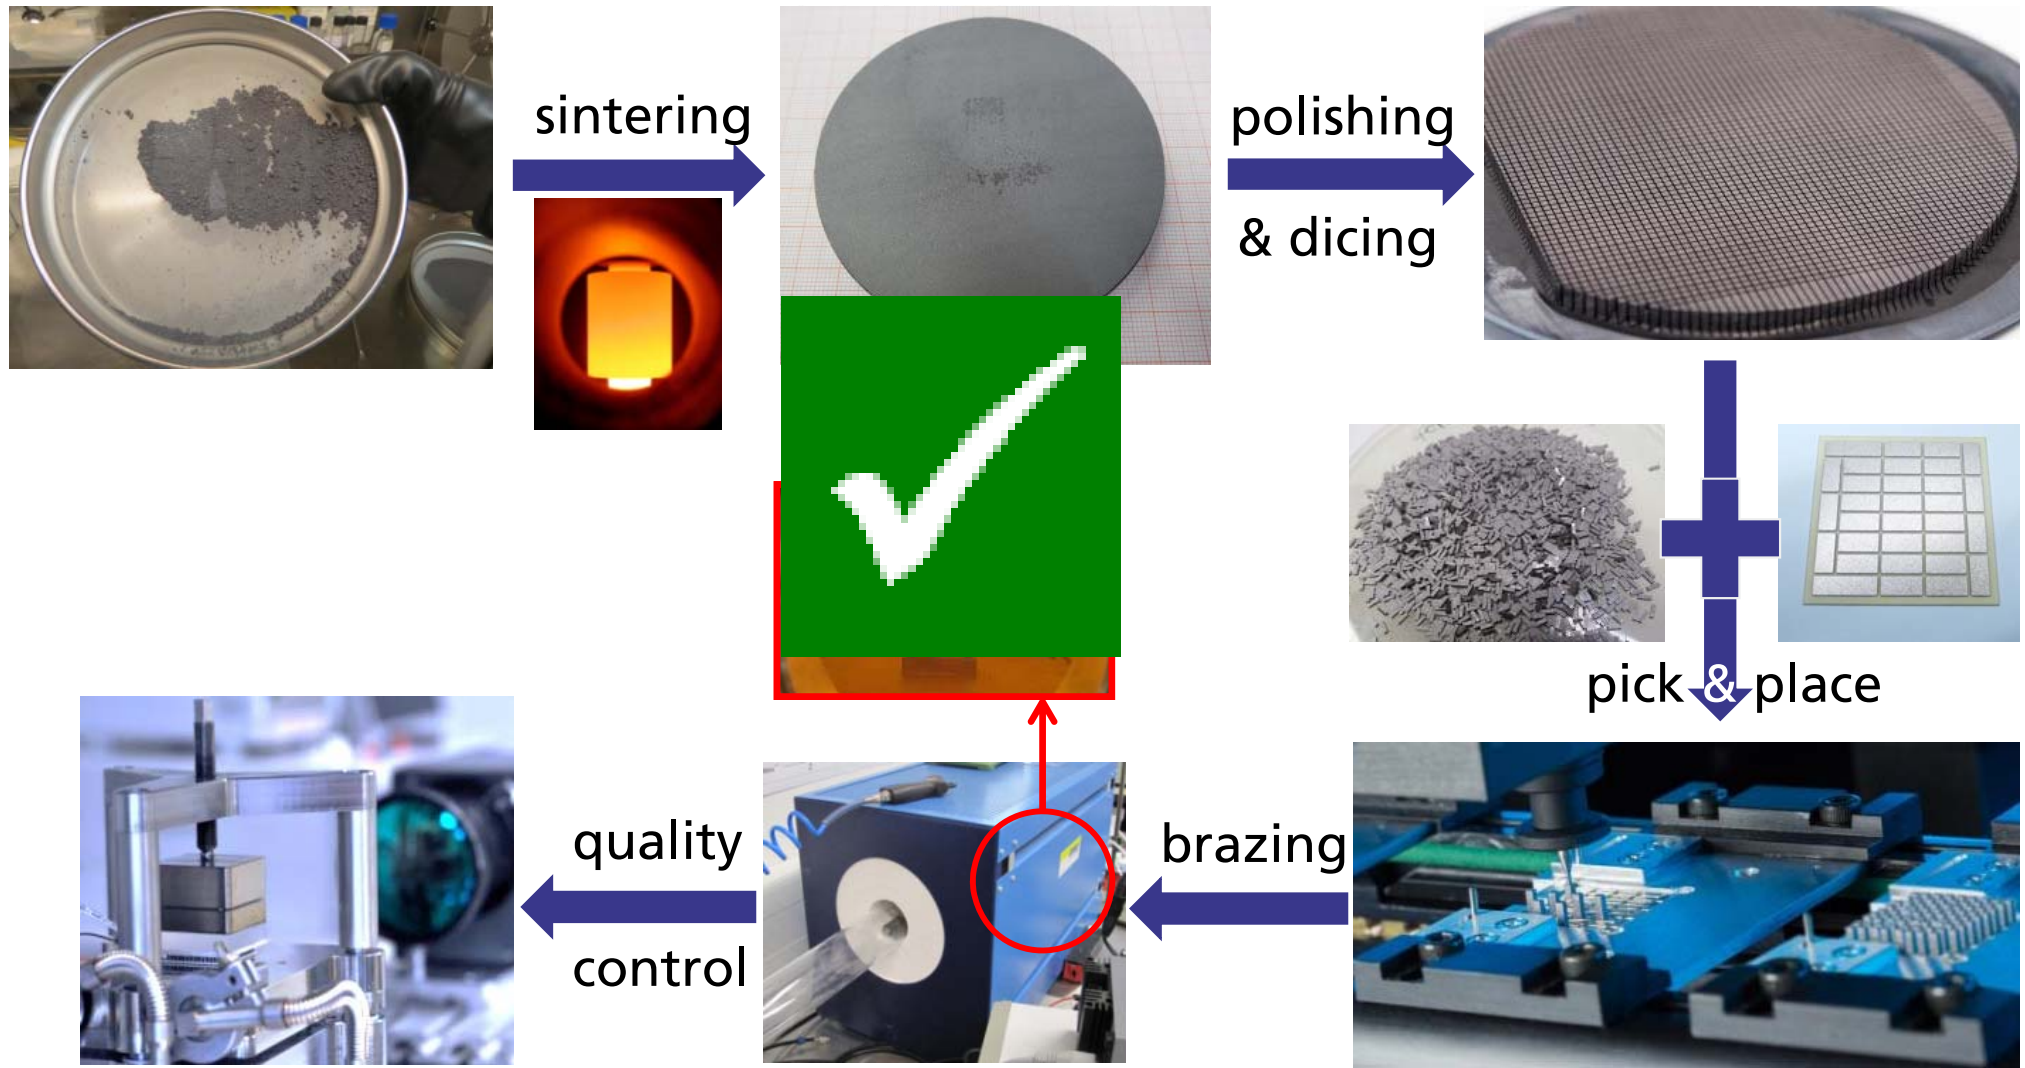 sintering
polishing
& dicing
pick & place
brazing
quality
control